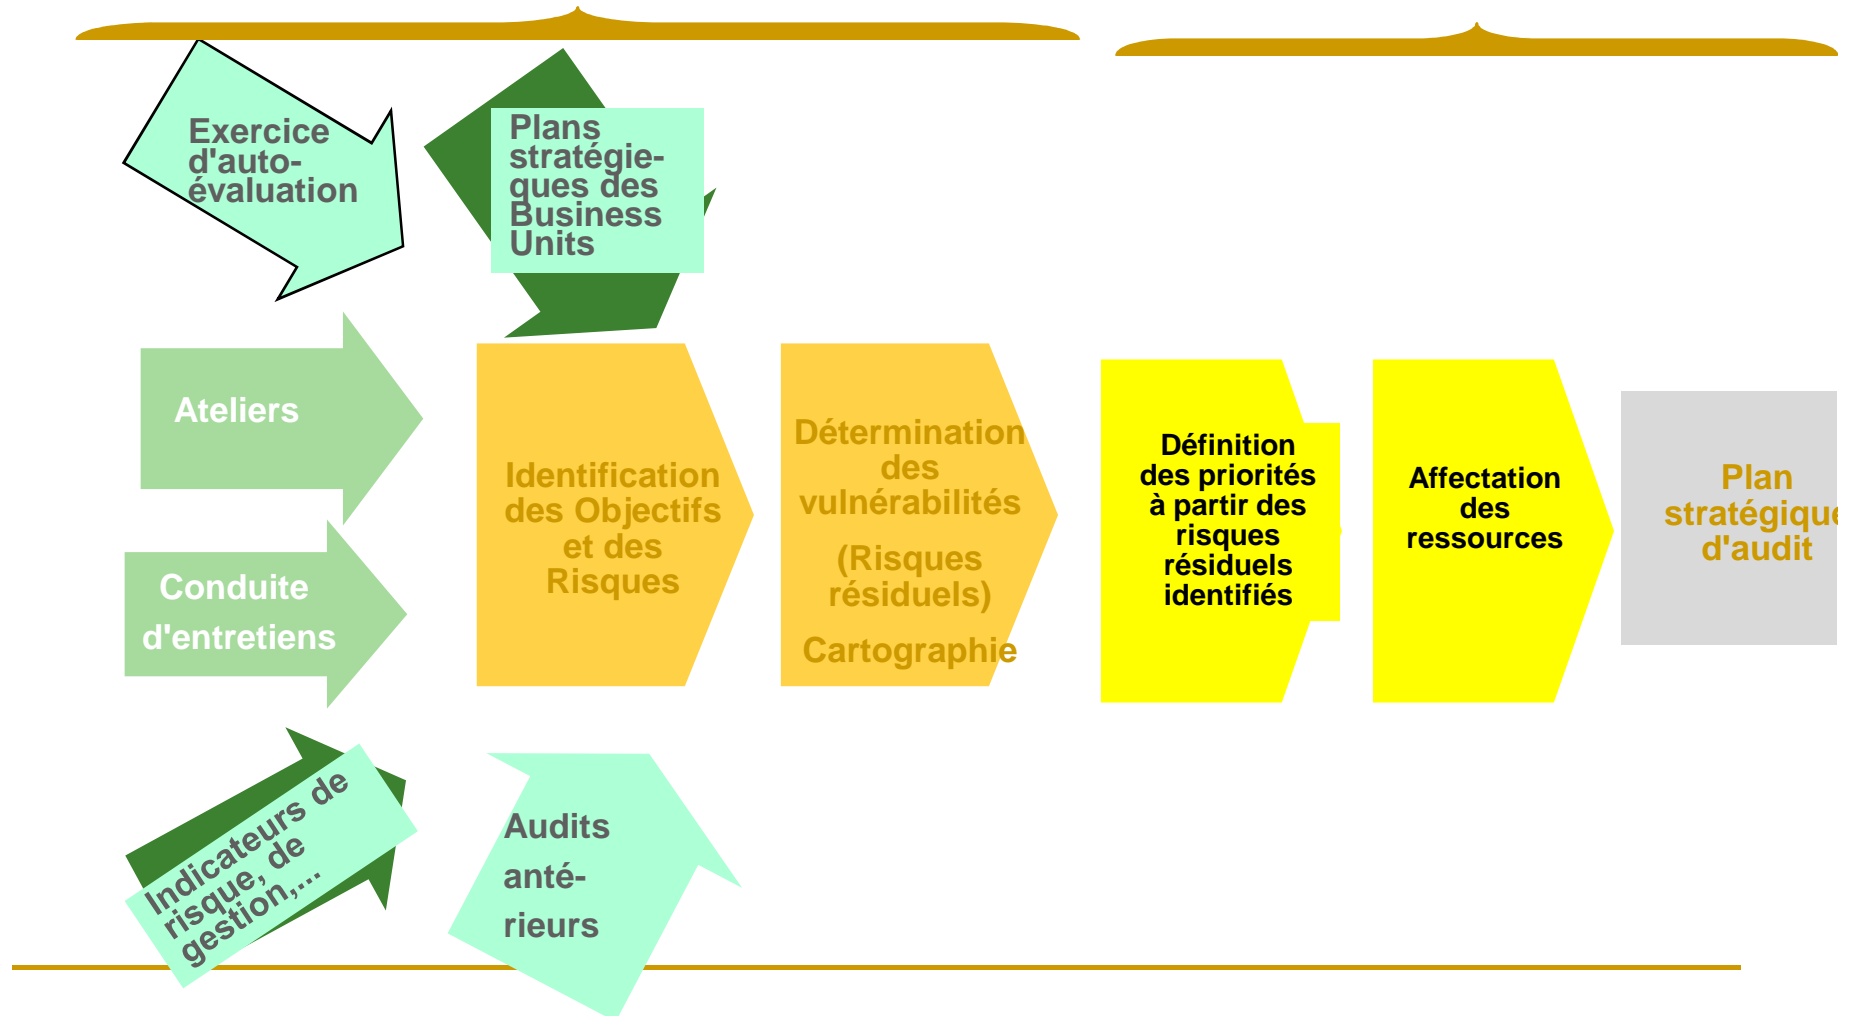 Exercice
d'auto-
évaluation
Plans
stratégie-
ques des
Business
Units
Ateliers
Conduite
d'entretiens
Identification
des Objectifs
et des
Risques
Détermination
des
vulnérabilités
(Risques
résiduels)
Cartographie
Définition
des priorités
à partir des
risques
résiduels
identifiés
Affectation
des
ressources
Plan
stratégique
d'audit
Indicateurs de
risque, de
gestion,...
Audits
anté-
rieurs